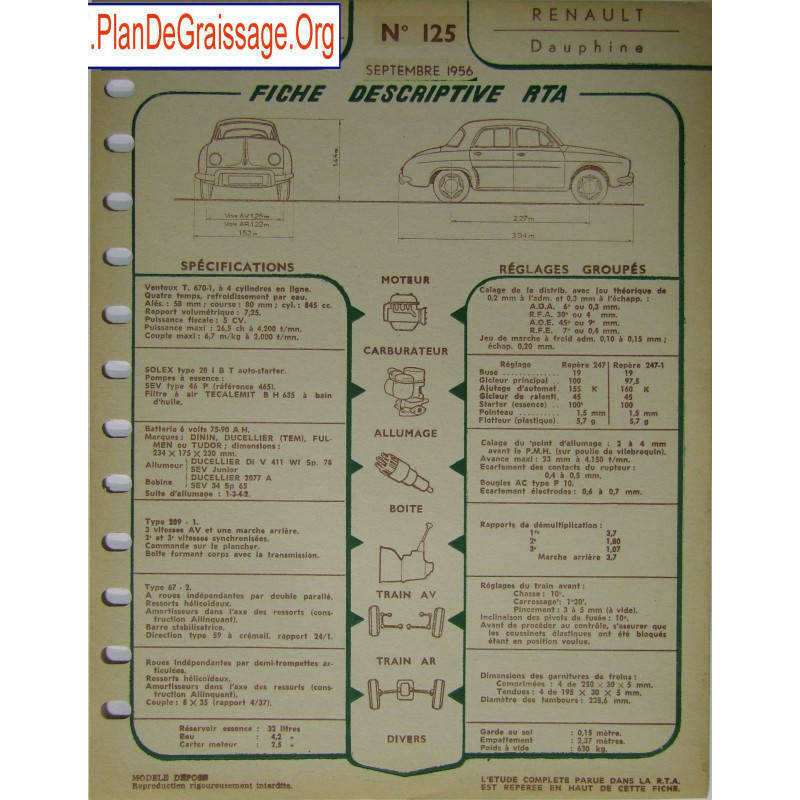 .PlanDeGraissage.Org
N° 125
RENAULT
Dauphine
SEPTEMBRE 1956
FICHE DESCRIPTIVE RTA
1.44m
Voie AV 1,25m
Voie AR 1,22m
1.52m
2.27m
3.94m
SPÉCIFICATIONS
Ventoux T. 670-1, à 4 cylindres en ligne.
Quatre temps, refroidissement par eau.
Alés. : 58 mm ; course : 80 mm ; cyl. : 845 cc.
Rapport volumétrique : 7,25.
Puissance fiscale : 5 CV.
Puissance maxi : 26,5 ch à 4.200 t/mn.
Couple maxi : 6,7 m/kg à 2.000 t/mn.
SOLEX type 28 I B T auto-starter.
Pompes à essence :
SEV type 46 P (référence 465).
Filtre à air TECALEMIT B H 635 à bain
d'huile.
Batterie 6 volts 75-90 A H.
Marques : DININ, DUCELLIER (TEM), FUL-
MEN ou TUDOR ; dimensions :
234 × 175 × 230 mm.
Allumeur DUCELLIER DI V 411 WI Sp. 78
SEV Junior
Bobine DUCELLIER 2077 A
SEV 34 Sp 65
Suite d'allumage : 1-3-4-2.
Type 209 - 1.
3 vitesses AV et une marche arrière.
2e et 3e vitesses synchronisées.
Commande sur le plancher.
Boîte formant corps avec la transmission.
Type 67 - 2.
A roues indépendantes par double parallé.
Ressorts hélicoïdaux.
Amortisseurs dans l'axe des ressorts (cons-
truction Allinquant).
Barre stabilisatrice.
Direction type 59 à crémail. rapport 24/1.
Roues indépendantes par demi-trompettes ar-
ticulées.
Ressorts hélicoïdaux.
Amortisseurs dans l'axe des ressorts (cons-
truction Allinquant).
Couple : 8 × 35 (rapport 4/37).
Réservoir essence : 32 litres
Eau : 4,2 »
Carter moteur : 2,5 »
MOTEUR
CARBURATEUR
ALLUMAGE
BOITE
TRAIN AV
TRAIN AR
DIVERS
RÉGLAGES GROUPÉS
Calage de la distrib. avec jeu théorique de
0,2 mm à l'adm. et 0,3 mm à l'échapp. :
A.O.A. 6° ou 0,3 mm.
R.F.A. 30° ou 4 mm.
A.O.E. 45° ou 9 mm.
R.F.E. 7° ou 0,4 mm.
Jeu de marche à froid adm. 0,10 à 0,15 mm ;
échap. 0,20 mm.
Réglage Repère 247 Repère 247-1
Buse 19 19
Gicleur principal .. 100 97,5
Ajutage d'automat. 155 K 160 K
Gicleur de ralenti. 45 45
Starter (essence) .. 100 100
Pointeau 1,5 mm 1,5 mm
Flotteur (plastique). 5,7 g 5,7 g
Calage du point d'allumage : 2 à 4 mm
avant le P.M.H. (sur poulie de vilebrequin).
Avance maxi : 23 mm à 4.150 t/mn.
Ecartement des contacts du rupteur :
0,4 à 0,5 mm.
Bougies AC type P 10.
Ecartement électrodes : 0,6 à 0,7 mm.
Rapports de démultiplication :
1re 3,7
2e 1,80
3e 1,07
Marche arrière 3,7
Réglages du train avant :
Chasse : 10°.
Carrossage : 1°20'.
Pincement : 3 à 5 mm (à vide).
Inclinaison des pivots de fusée : 10°.
Avant de procéder au contrôle, s'assurer que
les coussinets élastiques ont été bloqués
étant en position voulue.
Dimensions des garnitures de freins :
Comprimées : 4 de 250 × 30 × 5 mm.
Tendues : 4 de 195 × 30 × 5 mm.
Diamètre des tambours : 228,6 mm.
Garde au sol : 0,15 mètre.
Empattement : 2,27 mètres.
Poids à vide : 630 kg.
MODELE DEPOSE
Reproduction rigoureusement interdite.
L'ETUDE COMPLETE PARUE DANS LA R.T.A.
EST REPEREE EN HAUT DE CETTE FICHE.